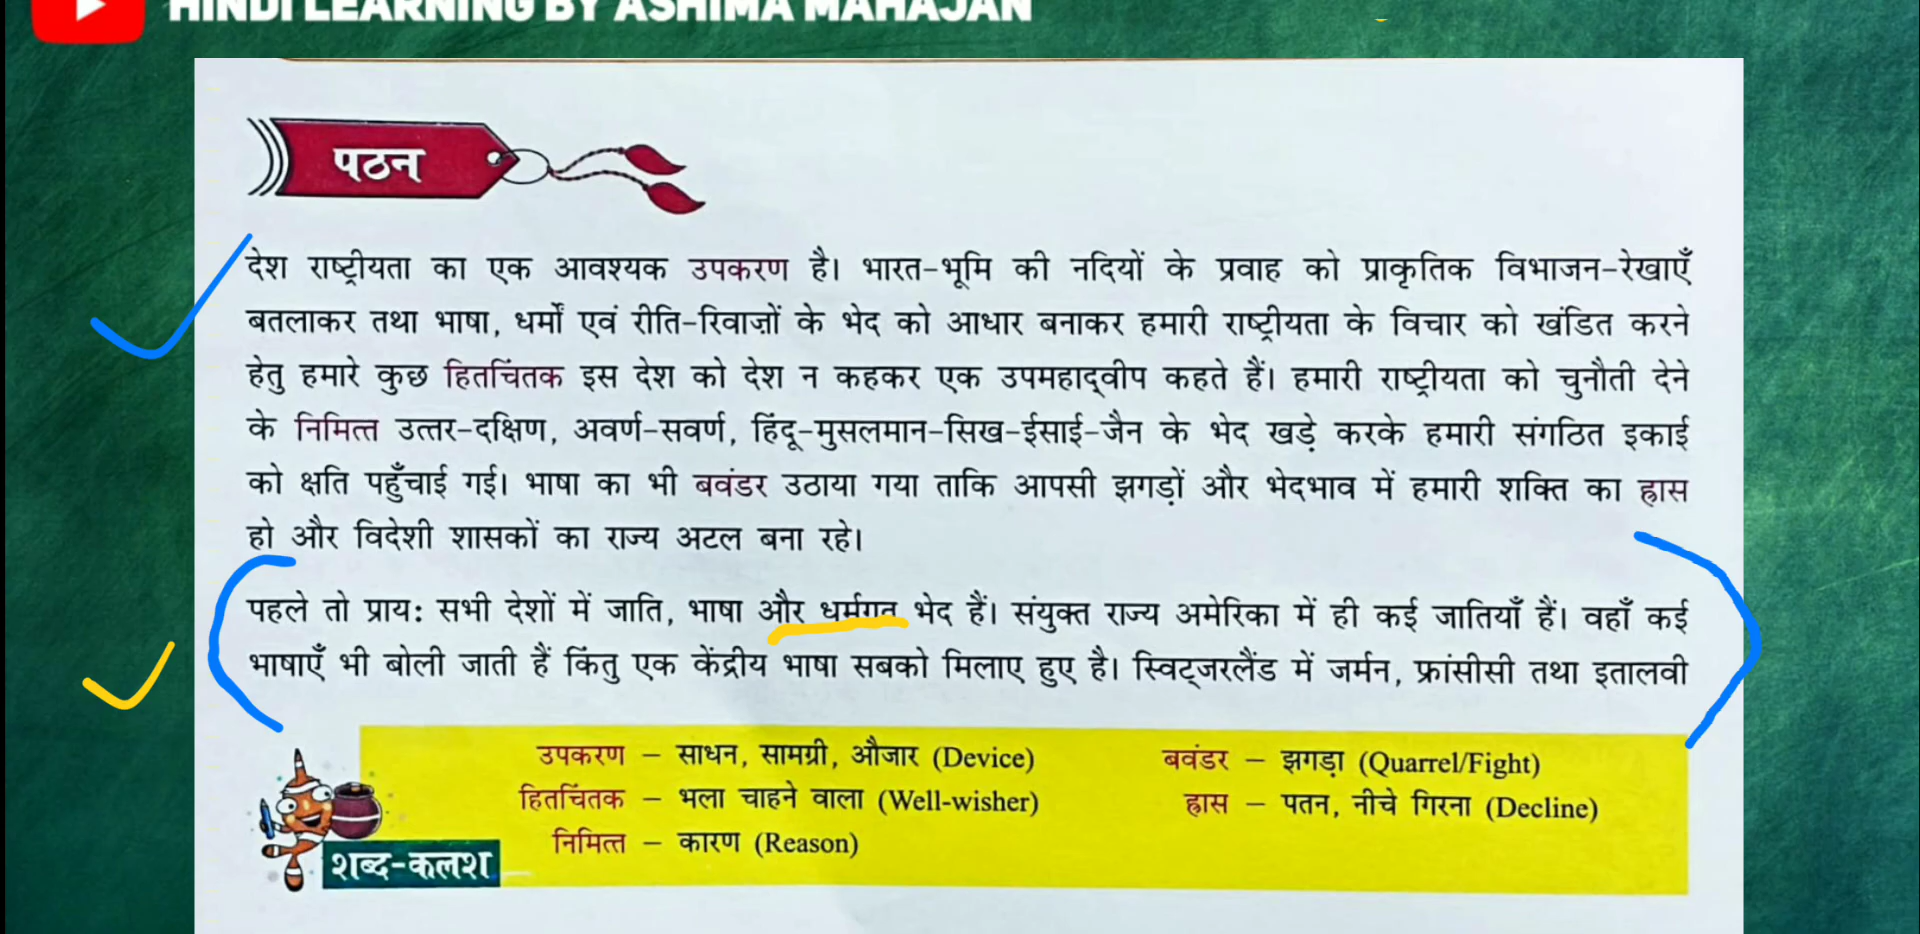 HINDI LEARNING BY ASHIMA MAHAJAN
पठन
देश राष्ट्रीयता का एक आवश्यक उपकरण है। भारत-भूमि की नदियों के प्रवाह को प्राकृतिक विभाजन-रेखाएँ
बतलाकर तथा भाषा, धर्मों एवं रीति-रिवाज़ों के भेद को आधार बनाकर हमारी राष्ट्रीयता के विचार को खंडित करने
हेतु हमारे कुछ हितचिंतक इस देश को देश न कहकर एक उपमहाद्वीप कहते हैं। हमारी राष्ट्रीयता को चुनौती देने
के निमित्त उत्तर-दक्षिण, अवर्ण-सवर्ण, हिंदू-मुसलमान-सिख-ईसाई-जैन के भेद खड़े करके हमारी संगठित इकाई
को क्षति पहुँचाई गई। भाषा का भी बवंडर उठाया गया ताकि आपसी झगड़ों और भेदभाव में हमारी शक्ति का ह्रास
हो और विदेशी शासकों का राज्य अटल बना रहे।
पहले तो प्राय: सभी देशों में जाति, भाषा और धर्मगत भेद हैं। संयुक्त राज्य अमेरिका में ही कई जातियाँ हैं। वहाँ कई
भाषाएँ भी बोली जाती हैं किंतु एक केंद्रीय भाषा सबको मिलाए हुए है। स्विट्जरलैंड में जर्मन, फ्रांसीसी तथा इतालवी
उपकरण – साधन, सामग्री, औजार (Device)
हितचिंतक – भला चाहने वाला (Well-wisher)
निमित्त – कारण (Reason)
बवंडर – झगड़ा (Quarrel/Fight)
ह्रास – पतन, नीचे गिरना (Decline)
शब्द-कलश